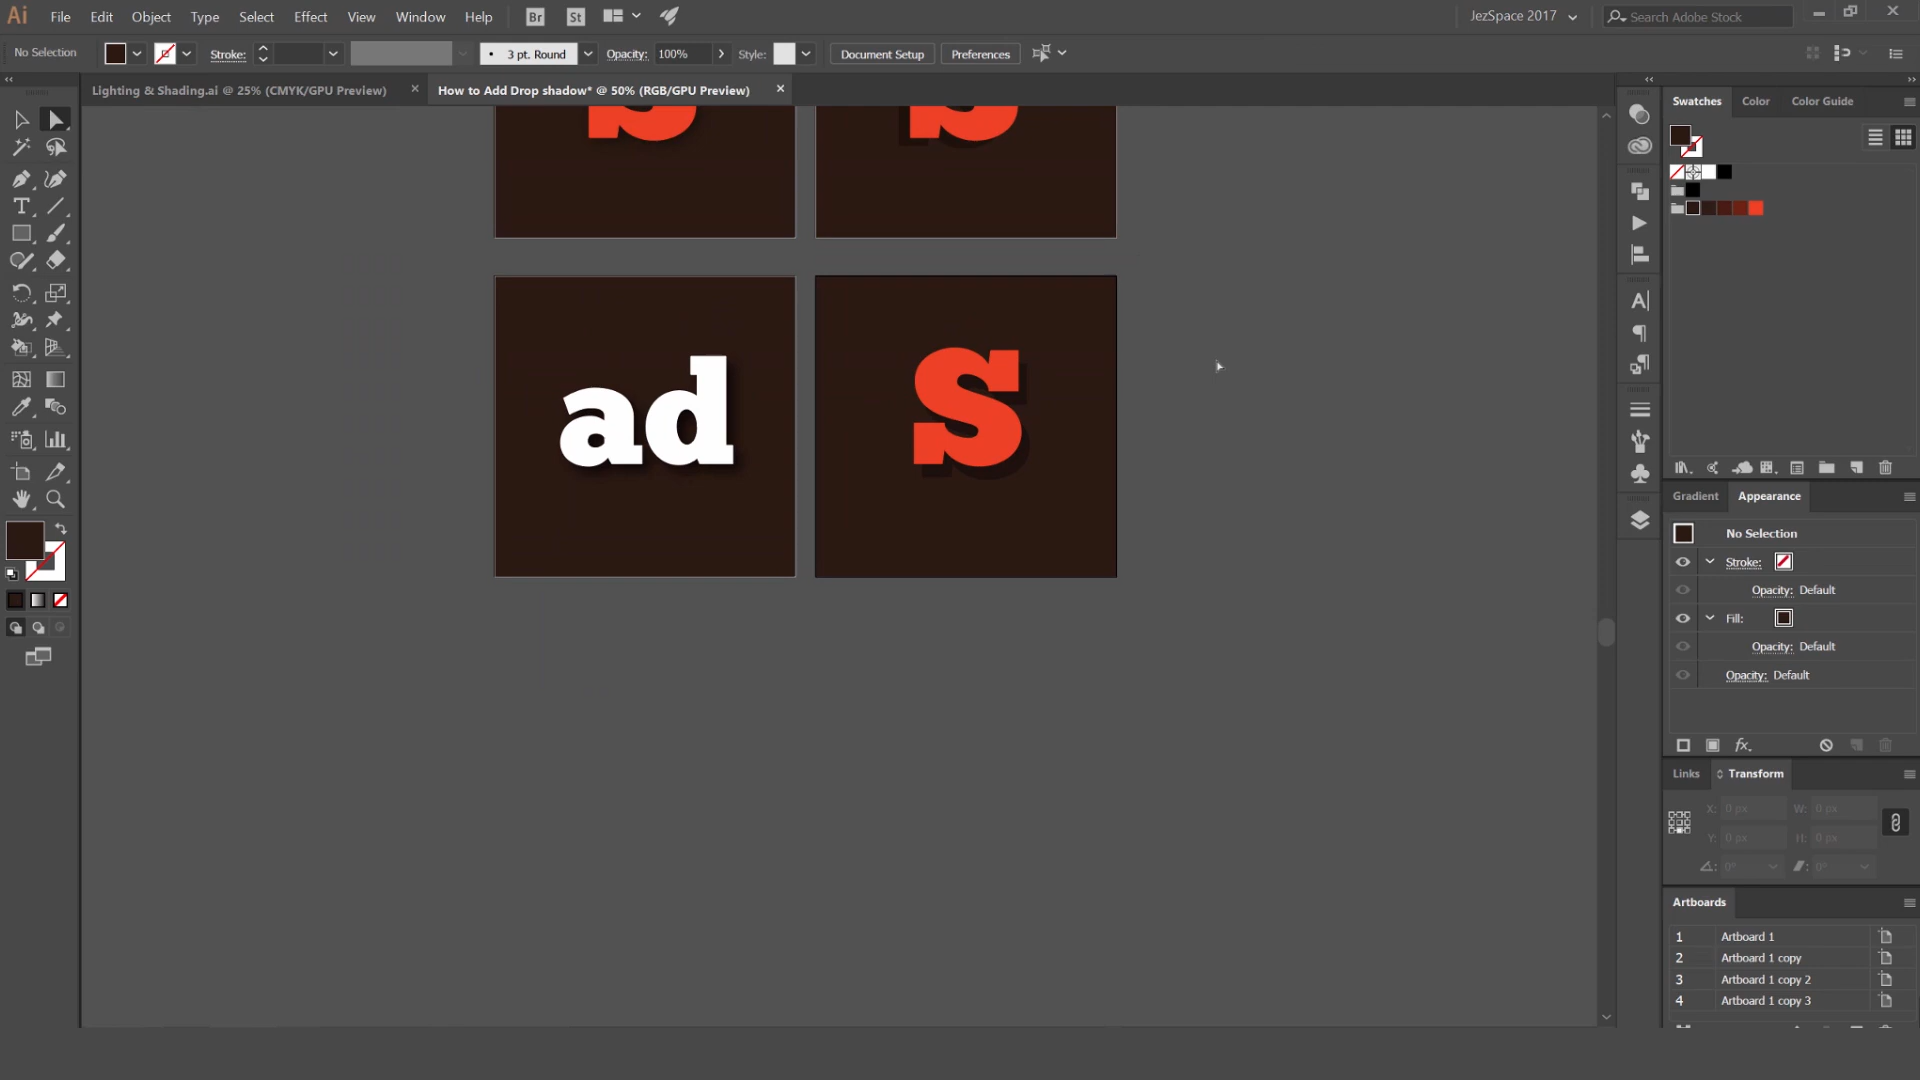 Ai File Edit Object Type Select Effect View Window Help Br St JezSpace 2017 Search Adobe Stock
No Selection Stroke: 3 pt. Round Opacity: 100% Style: Document Setup Preferences
Lighting & Shading.ai @ 25% (CMYK/GPU Preview) How to Add Drop shadow* @ 50% (RGB/GPU Preview)
Swatches Color Color Guide
S S
ad S
Gradient Appearance
No Selection
Stroke:
Opacity: Default
Fill:
Opacity: Default
Opacity: Default
fx.
Links Transform
X: 0 px W: 0 px
Y: 0 px H: 0 px
0° 0°
Artboards
1 Artboard 1
2 Artboard 1 copy
3 Artboard 1 copy 2
4 Artboard 1 copy 3